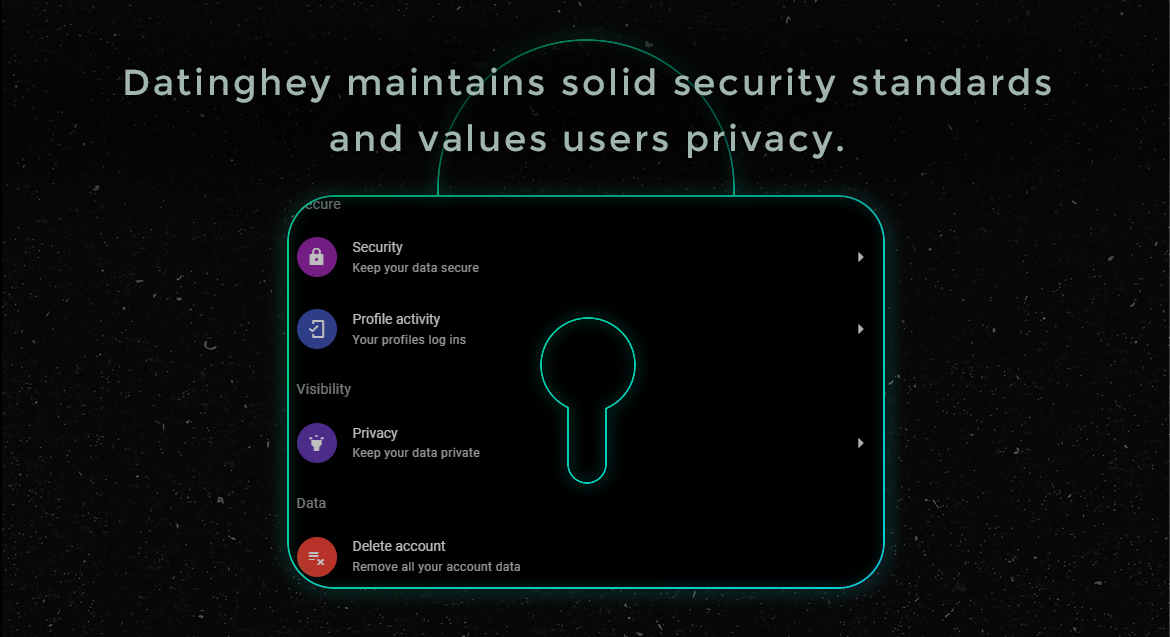 Datinghey maintains solid security standards
and values users privacy.
ecure
Security
Keep your data secure
Profile activity
Your profiles log ins
Visibility
Privacy
Keep your data private
Data
Delete account
Remove all your account data